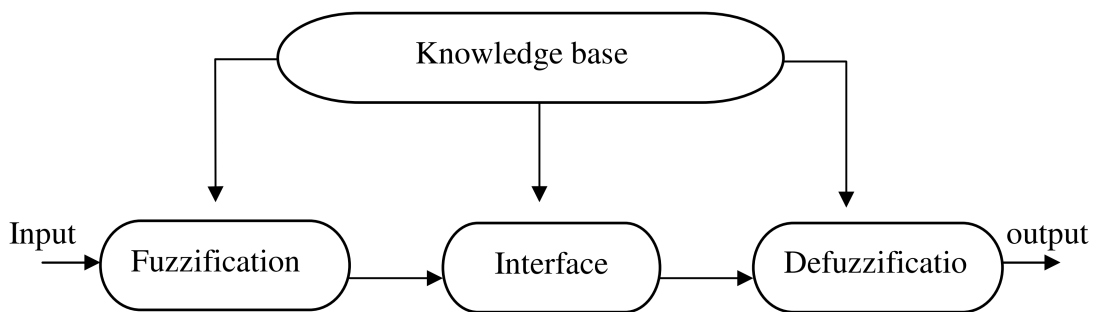 Knowledge base
Input
Fuzzification
Interface
Defuzzificatio
output